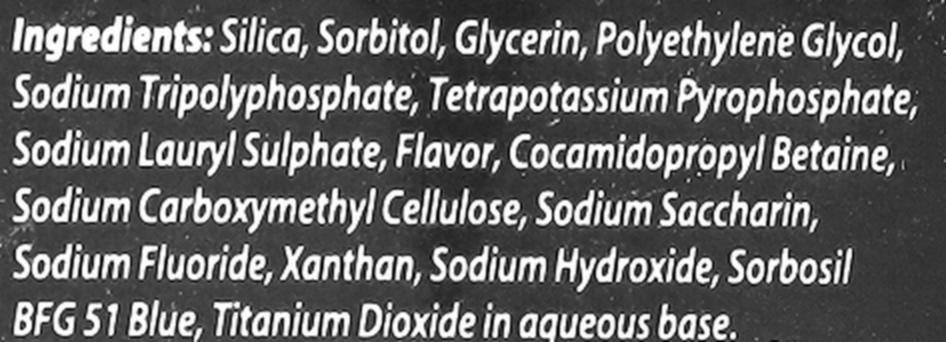 Ingredients: Silica, Sorbitol, Glycerin, Polyethylene Glycol,
Sodium Tripolyphosphate, Tetrapotassium Pyrophosphate,
Sodium Lauryl Sulphate, Flavor, Cocamidopropyl Betaine,
Sodium Carboxymethyl Cellulose, Sodium Saccharin,
Sodium Fluoride, Xanthan, Sodium Hydroxide, Sorbosil
BFG 51 Blue, Titanium Dioxide in aqueous base.